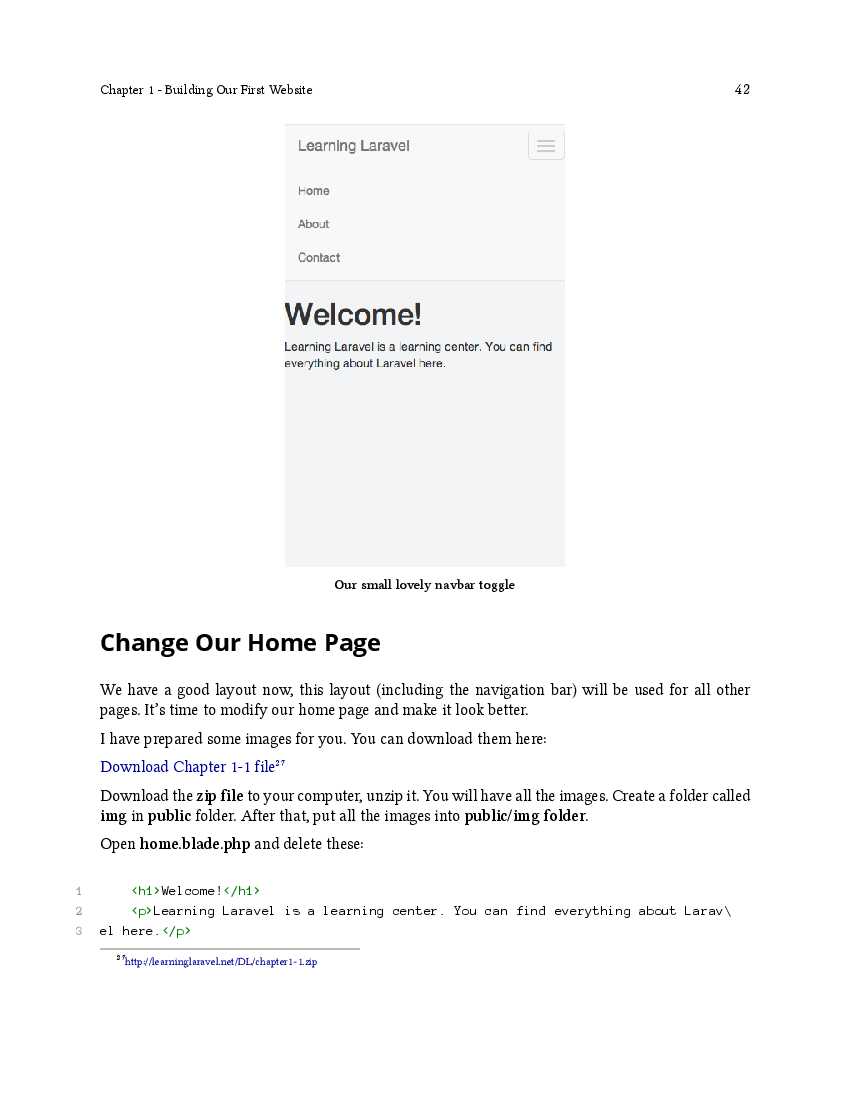 Chapter 1 - Building Our First Website 42
Learning Laravel
Home
About
Contact
Welcome!
Learning Laravel is a learning center. You can find
everything about Laravel here.
Our small lovely navbar toggle
Change Our Home Page
We have a good layout now, this layout (including the navigation bar) will be used for all other
pages. It’s time to modify our home page and make it look better.
I have prepared some images for you. You can download them here:
Download Chapter 1-1 file²⁷
Download the zip file to your computer, unzip it. You will have all the images. Create a folder called
img in public folder. After that, put all the images into public/img folder.
Open home.blade.php and delete these:
1 <h1>Welcome!</h1>
2 <p>Learning Laravel is a learning center. You can find everything about Larav\
3 el here.</p>
²⁷http://learninglaravel.net/DL/chapter1-1.zip